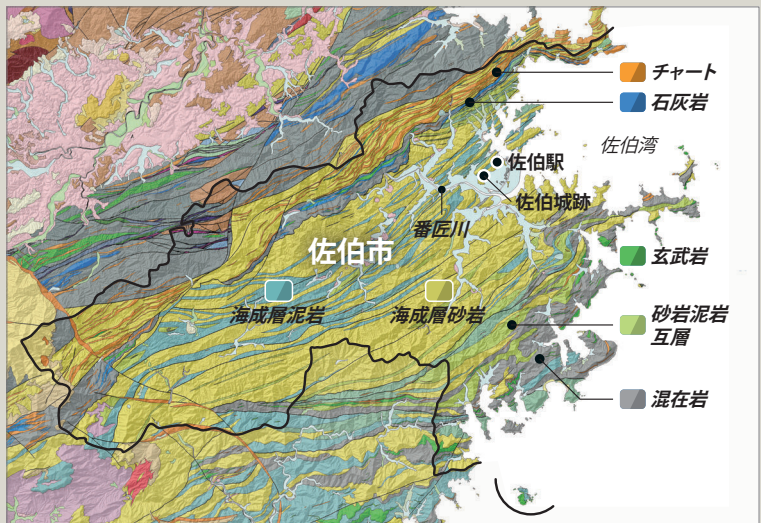 チャート
石灰岩
佐伯湾
佐伯駅
佐伯城跡
番匠川
佐伯市
玄武岩
海成層泥岩
海成層砂岩
砂岩泥岩
互層
混在岩